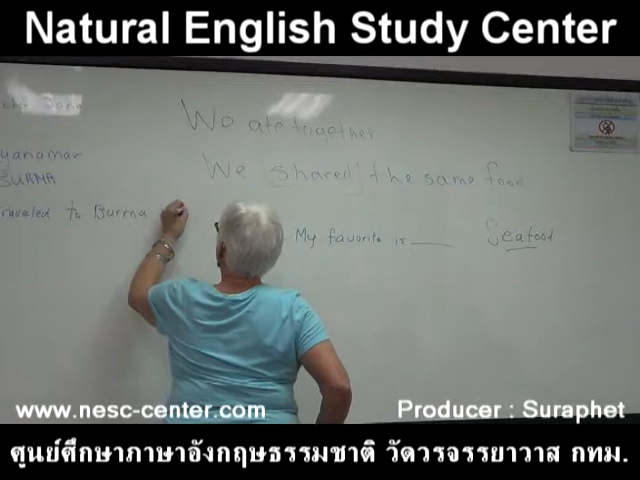 Natural English Study Center
We ate together
yanamar
BURMA
We shared the same food
traveled to Burma
My favorite is ____
Seafood
www.nesc-center.com
Producer : Suraphet
ศูนย์ศึกษาภาษาอังกฤษธรรมชาติ วัดวรจรรยาวาส กทม.